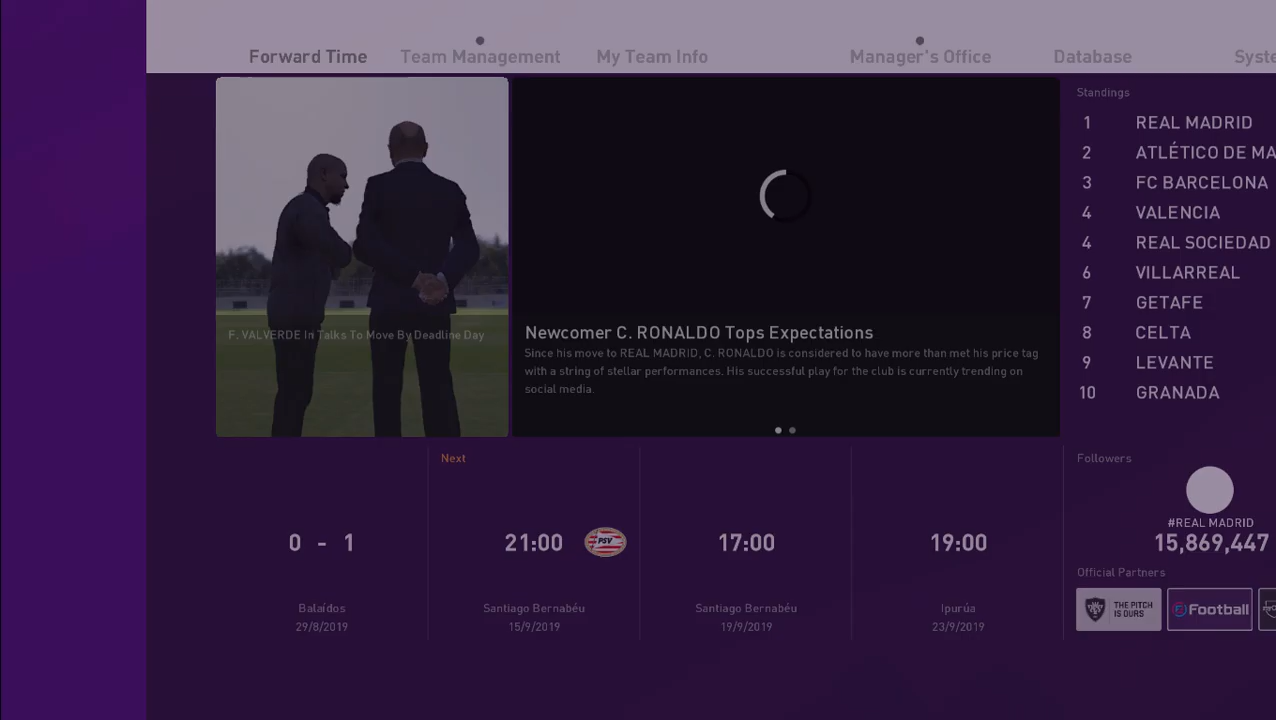 Forward Time
Team Management
My Team Info
Manager's Office
Database
Syste
F. VALVERDE In Talks To Move By Deadline Day
Newcomer C. RONALDO Tops Expectations
Since his move to REAL MADRID, C. RONALDO is considered to have more than met his price tag
with a string of stellar performances. His successful play for the club is currently trending on
social media.
Standings
1 REAL MADRID
2 ATLÉTICO DE MA
3 FC BARCELONA
4 VALENCIA
4 REAL SOCIEDAD
6 VILLARREAL
7 GETAFE
8 CELTA
9 LEVANTE
10 GRANADA
0 - 1
Balaídos
29/8/2019
Next
21:00
PSV
Santiago Bernabéu
15/9/2019
17:00
Santiago Bernabéu
19/9/2019
19:00
Ipurúa
23/9/2019
Followers
#REAL MADRID
15,869,447
Official Partners
THE PITCH
IS OURS
eFootball